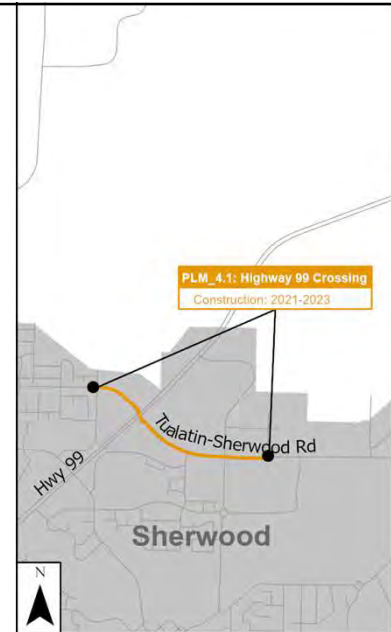 PLM_4.1: Highway 99 Crossing
Construction: 2021-2023
Tualatin-Sherwood Rd
Hwy 99
Sherwood
N